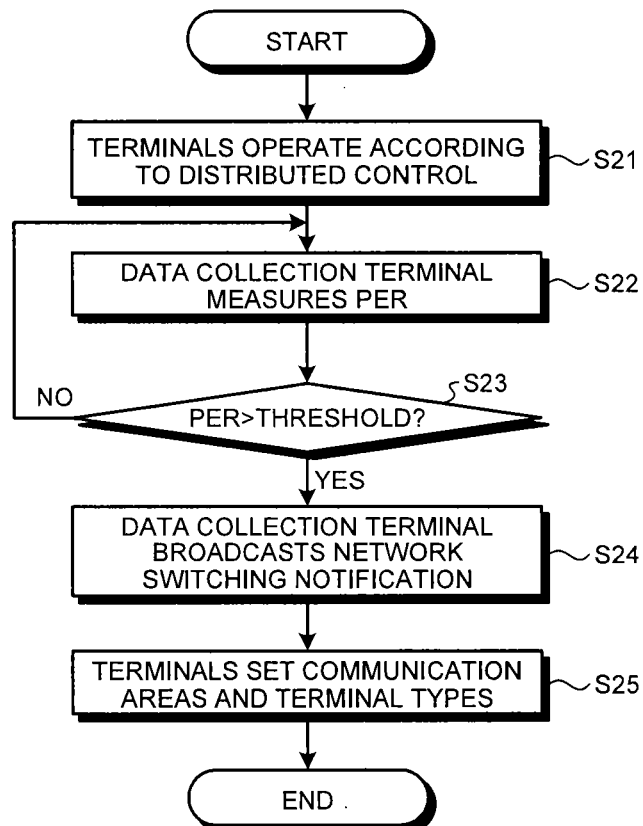 START
TERMINALS OPERATE ACCORDING
TO DISTRIBUTED CONTROL
S21
DATA COLLECTION TERMINAL
MEASURES PER
S22
S23
NO
PER>THRESHOLD?
YES
DATA COLLECTION TERMINAL
BROADCASTS NETWORK
SWITCHING NOTIFICATION
S24
TERMINALS SET COMMUNICATION
AREAS AND TERMINAL TYPES
S25
END